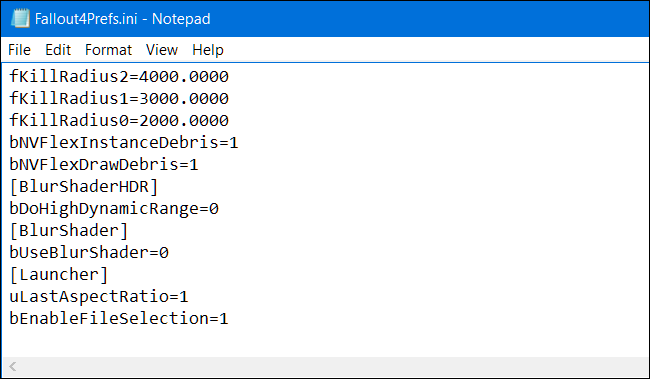 Fallout4Prefs.ini - Notepad
File Edit Format View Help
fKillRadius2=4000.0000
fKillRadius1=3000.0000
fKillRadius0=2000.0000
bNVFlexInstanceDebris=1
bNVFlexDrawDebris=1
[BlurShaderHDR]
bDoHighDynamicRange=0
[BlurShader]
bUseBlurShader=0
[Launcher]
uLastAspectRatio=1
bEnableFileSelection=1